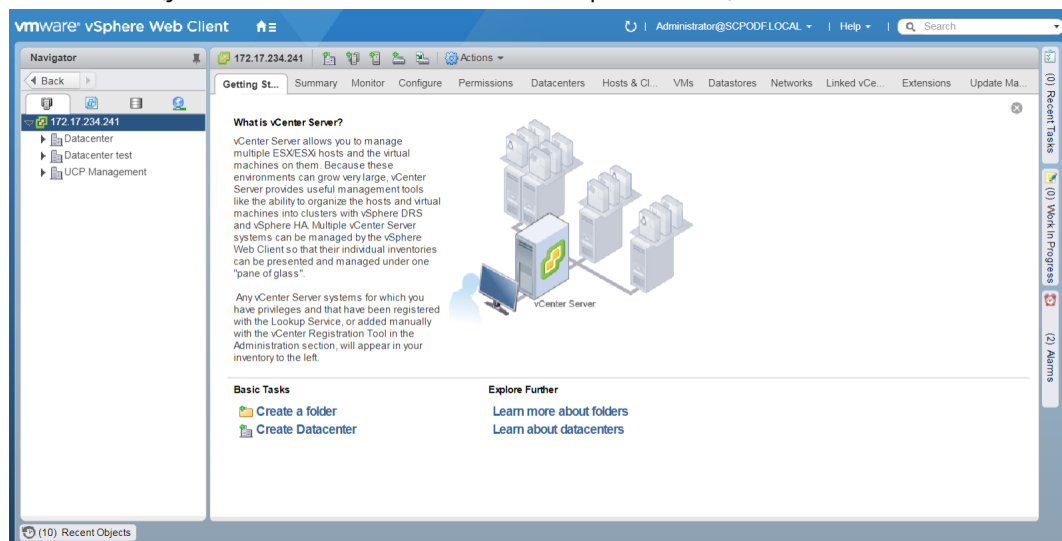 vmware® vSphere Web Client
Administrator@SCPODF.LOCAL | Help | Search
Navigator
Back
172.17.234.241
Datacenter
Datacenter test
UCP Management
172.17.234.241 Actions
Getting St... Summary Monitor Configure Permissions Datacenters Hosts & Cl... VMs Datastores Networks Linked vCe... Extensions Update Ma...
What is vCenter Server?
vCenter Server allows you to manage
multiple ESX/ESXi hosts and the virtual
machines on them. Because these
environments can grow very large, vCenter
Server provides useful management tools
like the ability to organize the hosts and virtual
machines into clusters with vSphere DRS
and vSphere HA. Multiple vCenter Server
systems can be managed by the vSphere
Web Client so that their individual inventories
can be presented and managed under one
"pane of glass".
Any vCenter Server systems for which you
have privileges and that have been registered
with the Lookup Service, or added manually
with the vCenter Registration Tool in the
Administration section, will appear in your
inventory to the left.
vCenter Server
Basic Tasks
Create a folder
Create Datacenter
Explore Further
Learn more about folders
Learn about datacenters
(0) Recent Tasks
(0) Work In Progress
(2) Alarms
(10) Recent Objects